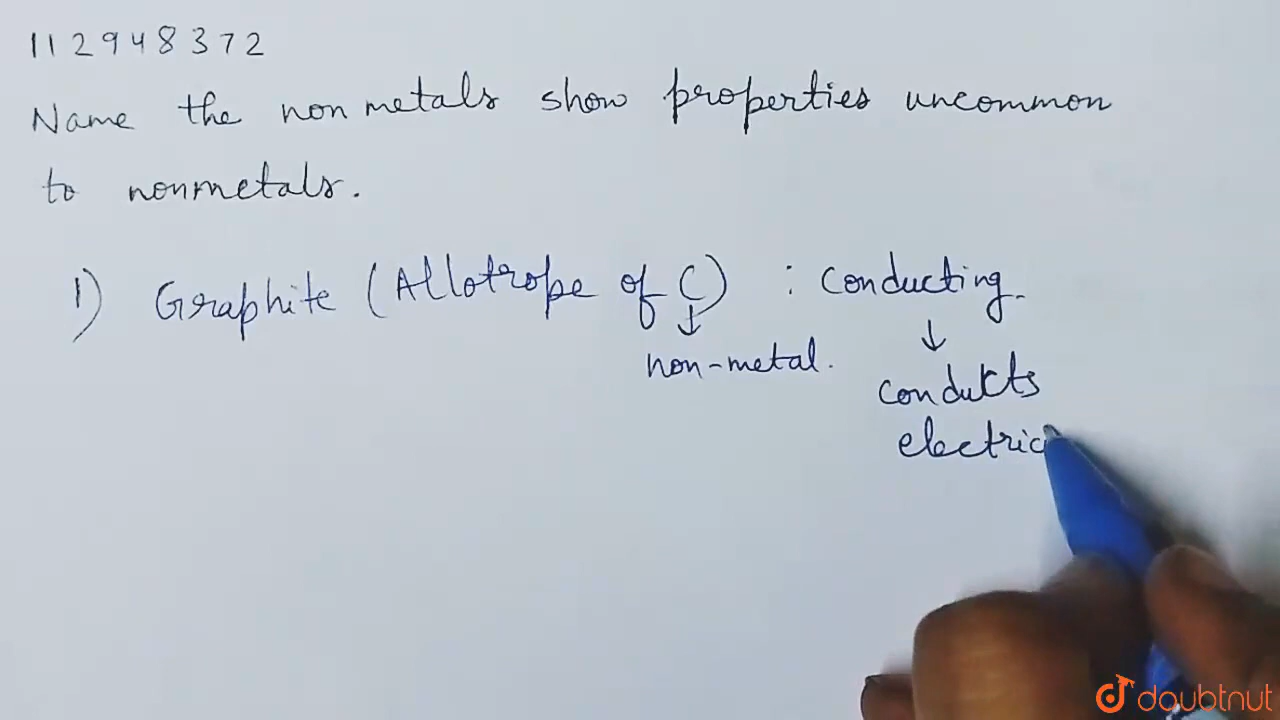 112948372
Name the non metals show properties uncommon
to nonmetals.
1) Graphite (Allotrope of C) : conducting.
↓ ↓
non-metal.
conducts
electric
doubtnut